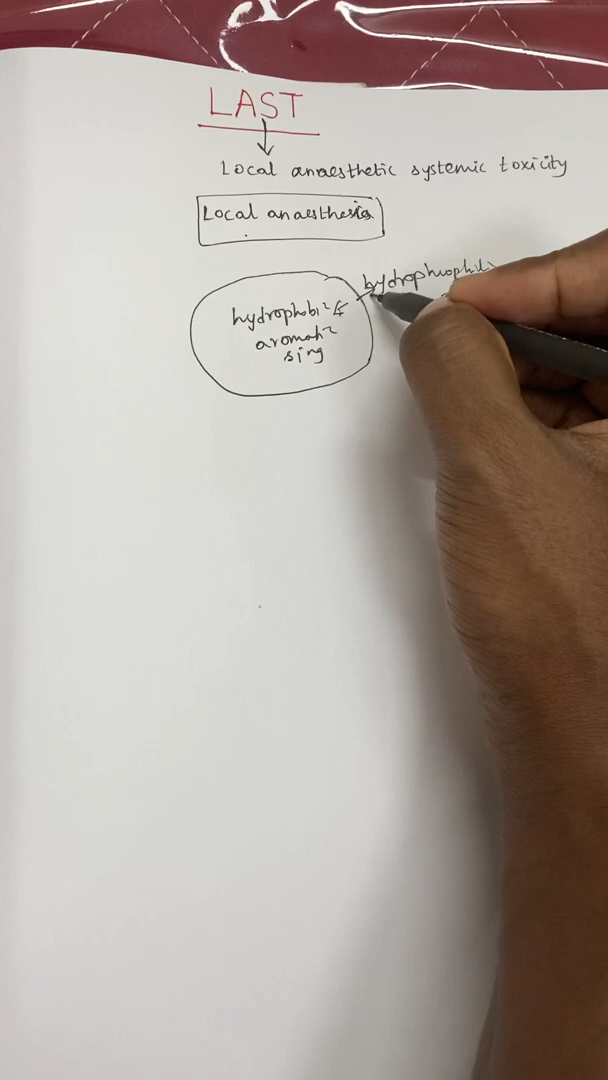 LAST
Local anaesthetic systemic toxicity
Local anaesthesia
hydrophobic &
aromatic
ring